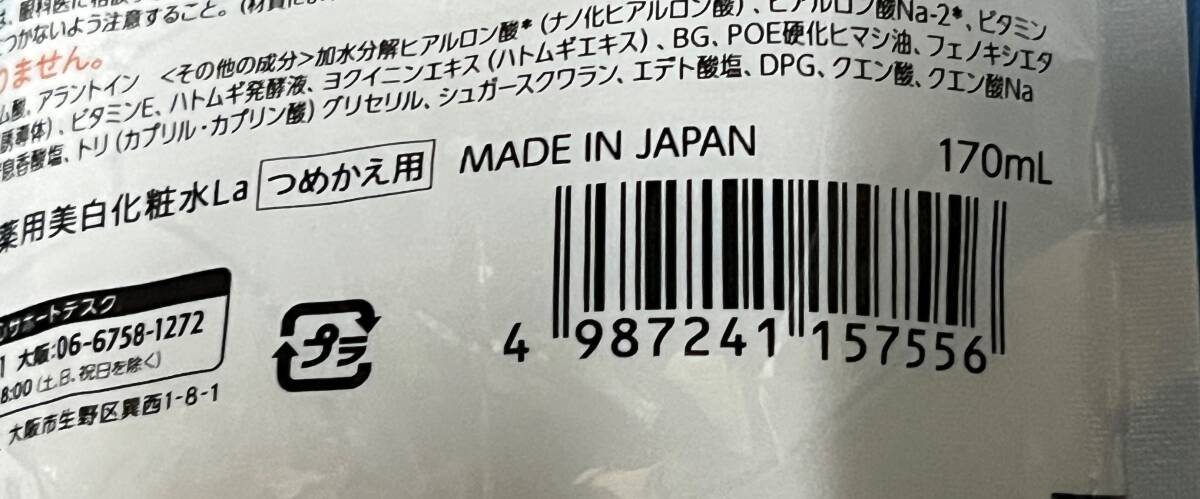 つかないよう注意すること。
りません。
ム酸、アラントイン <その他の成分>加水分解ヒアルロン酸*(ナノ化ヒアルロン酸)、ヒアルロン酸Na-2*、ビタミン
誘導体)、ビタミンE、ハトムギ発酵液、ヨクイニンエキス(ハトムギエキス)、BG、POE硬化ヒマシ油、フェノキシエタ
息香酸塩、トリ(カプリル・カプリン酸)グリセリル、シュガースクワラン、エデト酸塩、DPG、クエン酸、クエン酸Na
薬用美白化粧水La つめかえ用 MADE IN JAPAN 170mL
サポートデスク
大阪:06-6758-1272
8:00(土、日、祝日を除く)
大阪市生野区巽西1-8-1
プラ
4 987241 157556